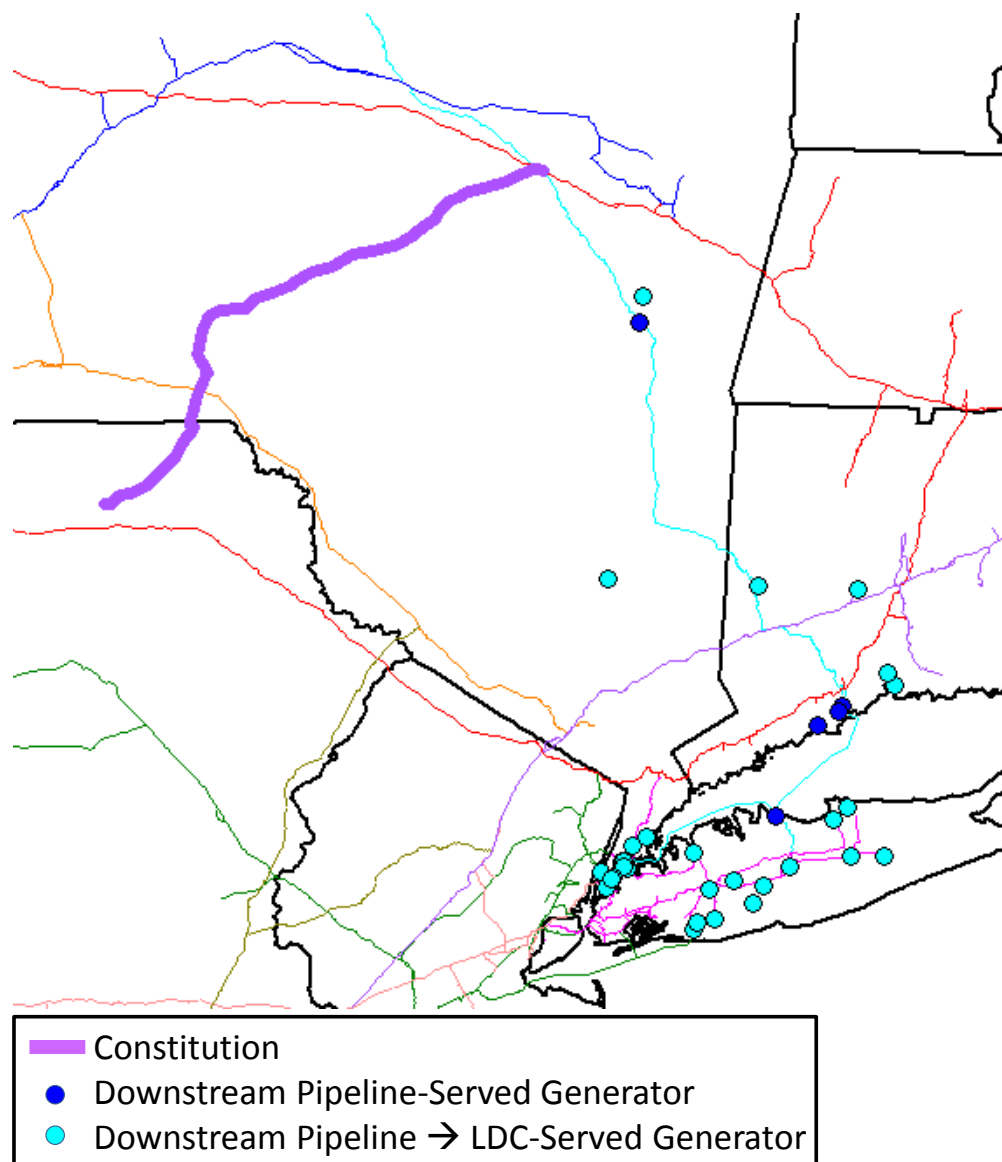 Constitution
Downstream Pipeline-Served Generator
Downstream Pipeline → LDC-Served Generator